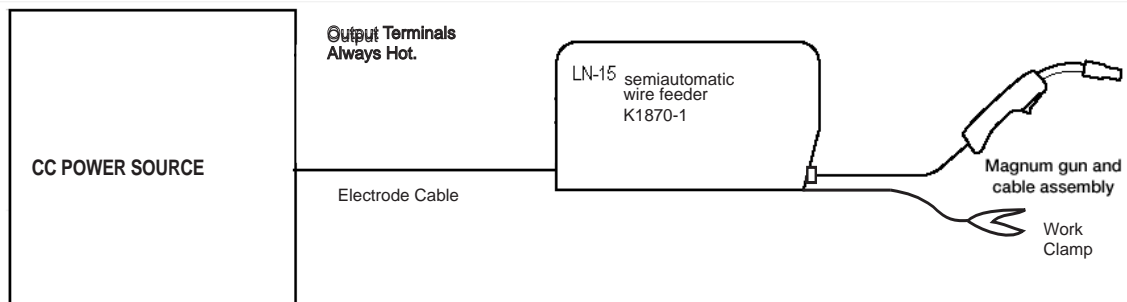 Output Terminals
Always Hot.
LN-15 semiautomatic
wire feeder
K1870-1
CC POWER SOURCE
Electrode Cable
Magnum gun and
cable assembly
Work
Clamp